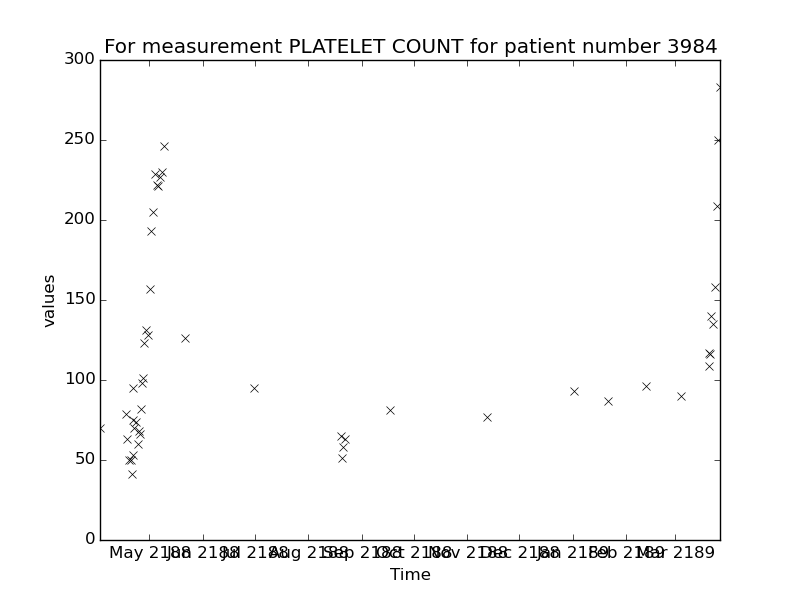 For measurement PLATELET COUNT for patient number 3984
300
250
200
150
100
50
0
values
May 2188 Jun 2188 Jul 2188 Aug 2188 Sep 2188 Oct 2188 Nov 2188 Dec 2188 Jan 2189 Feb 2189 Mar 2189
Time